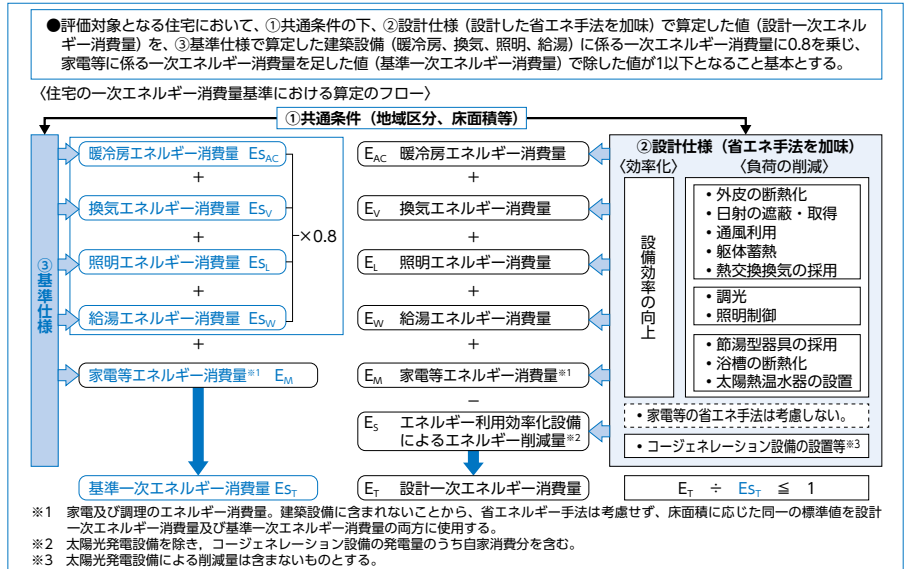 ●評価対象となる住宅において、①共通条件の下、②設計仕様(設計した省エネ手法を加味)で算定した値(設計一次エネル
ギー消費量)を、③基準仕様で算定した建築設備(暖冷房、換気、照明、給湯)に係る一次エネルギー消費量に0.8を乗じ、
家電等に係る一次エネルギー消費量を足した値(基準一次エネルギー消費量)で除した値が1以下となること基本とする。
〈住宅の一次エネルギー消費量基準における算定のフロー〉
①共通条件(地域区分、床面積等)
③基準仕様
暖冷房エネルギー消費量 EsAC
+
換気エネルギー消費量 EsV
+
照明エネルギー消費量 EsL
+
給湯エネルギー消費量 EsW
×0.8
+
家電等エネルギー消費量※1 EM
基準一次エネルギー消費量 EsT
EAC 暖冷房エネルギー消費量
+
EV 換気エネルギー消費量
+
EL 照明エネルギー消費量
+
EW 給湯エネルギー消費量
+
EM 家電等エネルギー消費量※1
−
ES エネルギー利用効率化設備
によるエネルギー削減量※2
ET 設計一次エネルギー消費量
②設計仕様(省エネ手法を加味)
〈効率化〉 〈負荷の削減〉
設備効率の向上
・外皮の断熱化
・日射の遮蔽・取得
・通風利用
・躯体蓄熱
・熱交換換気の採用
・調光
・照明制御
・節湯型器具の採用
・浴槽の断熱化
・太陽熱温水器の設置
・家電等の省エネ手法は考慮しない。
・コージェネレーション設備の設置等※3
ET ÷ EsT ≦ 1
※1 家電及び調理のエネルギー消費量。建築設備に含まれないことから、省エネルギー手法は考慮せず、床面積に応じた同一の標準値を設計
一次エネルギー消費量及び基準一次エネルギー消費量の両方に使用する。
※2 太陽光発電設備を除き，コージェネレーション設備の発電量のうち自家消費分を含む。
※3 太陽光発電設備による削減量は含まないものとする。